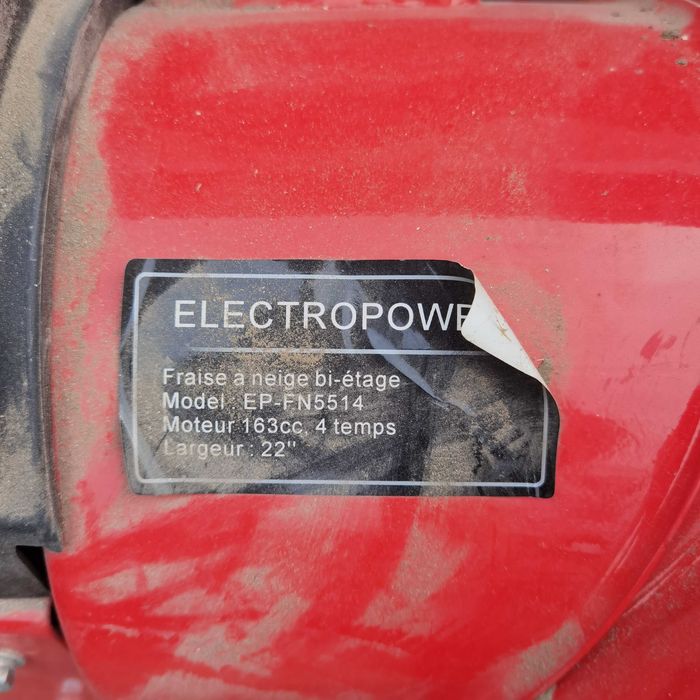 ELECTROPOWE
Fraise a neige bi-étage
Model EP-FN5514
Moteur 163cc, 4 temps
Largeur : 22"